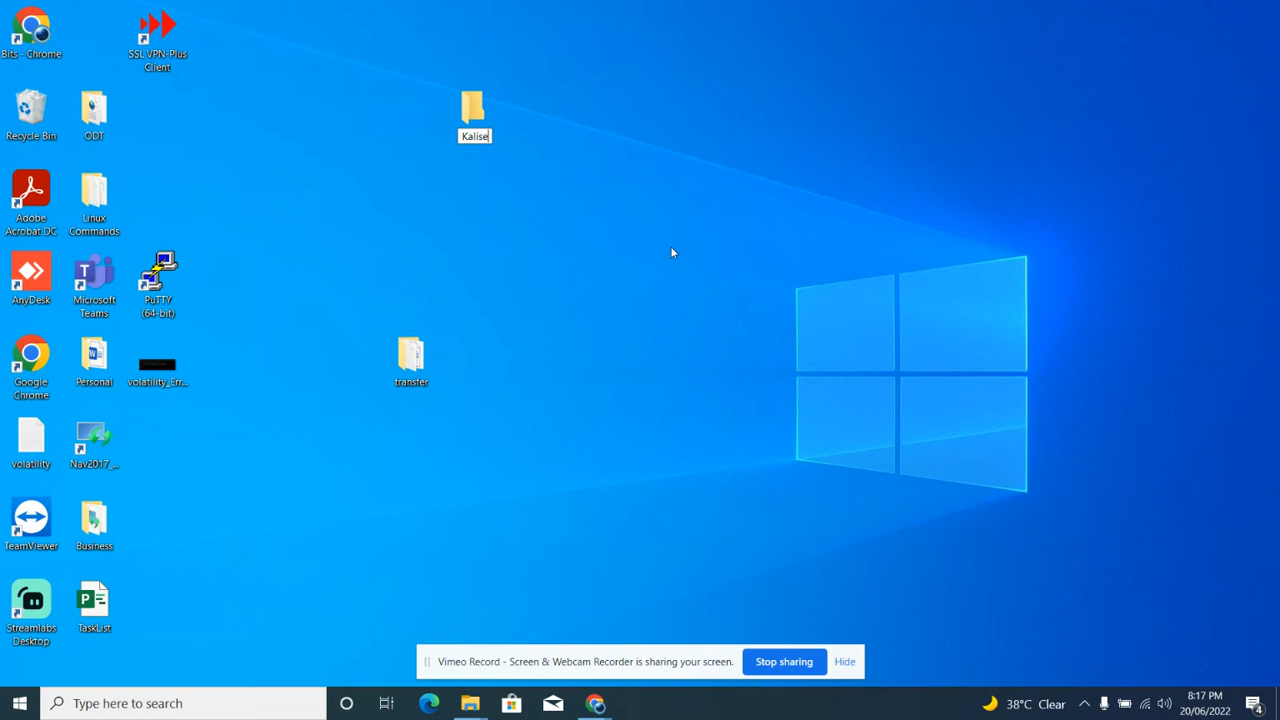 Bits - Chrome
SSL VPN-Plus
Client
Kalise
Recycle Bin
ODT
Adobe
Acrobat DC
Linux
Commands
AnyDesk
Microsoft
Teams
PuTTY
(64-bit)
Google
Chrome
Personal
volatility_Err...
transfer
volatility
Nav2017_...
TeamViewer
Business
Streamlabs
Desktop
TaskList
Vimeo Record - Screen & Webcam Recorder is sharing your screen.
Stop sharing
Hide
Type here to search
38°C Clear
8:17 PM
20/06/2022
4